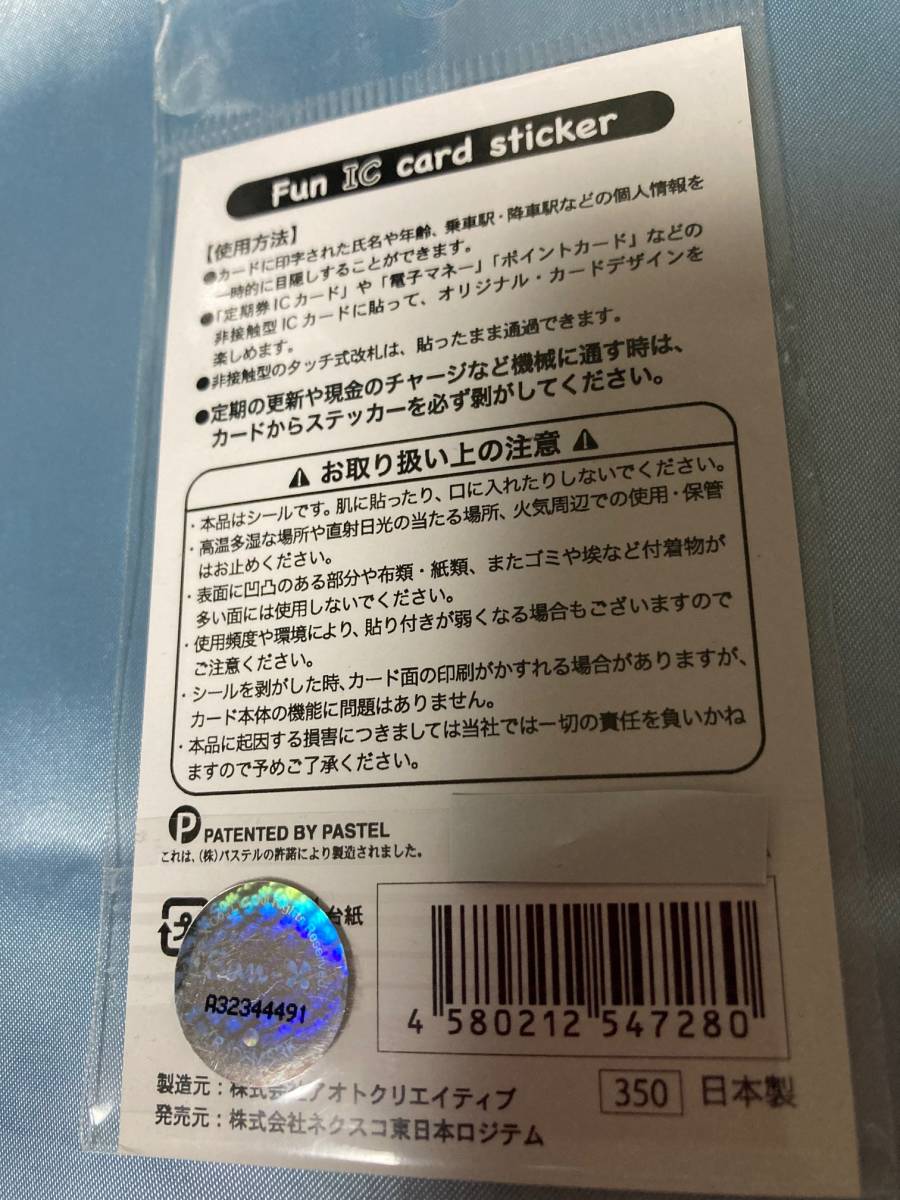 Fun IC card sticker
【使用方法】
●カードに印字された氏名や年齢、乗車駅・降車駅などの個人情報を
一時的に目隠しすることができます。
●「定期券ICカード」や「電子マネー」「ポイントカード」などの
非接触型ICカードに貼って、オリジナル・カードデザインを
楽しめます。
●非接触型のタッチ式改札は、貼ったまま通過できます。
●定期の更新や現金のチャージなど機械に通す時は、
カードからステッカーを必ず剥がしてください。
⚠お取り扱い上の注意⚠
・本品はシールです。肌に貼ったり、口に入れたりしないでください。
・高温多湿な場所や直射日光の当たる場所、火気周辺での使用・保管
はお止めください。
・表面に凹凸のある部分や布類・紙類、またゴミや埃など付着物が
多い面には使用しないでください。
・使用頻度や環境により、貼り付きが弱くなる場合もございますので
ご注意ください。
・シールを剥がした時、カード面の印刷がかすれる場合がありますが、
カード本体の機能に問題はありません。
・本品に起因する損害につきましては当社では一切の責任を負いかね
ますので予めご了承ください。
P PATENTED BY PASTEL
これは、(株)パステルの許諾により製造されました。
プラ
台紙
A32344491
4 580212 547280
製造元：株式会社アオトクリエイティブ
350 日本製
発売元：株式会社ネクスコ東日本ロジテム